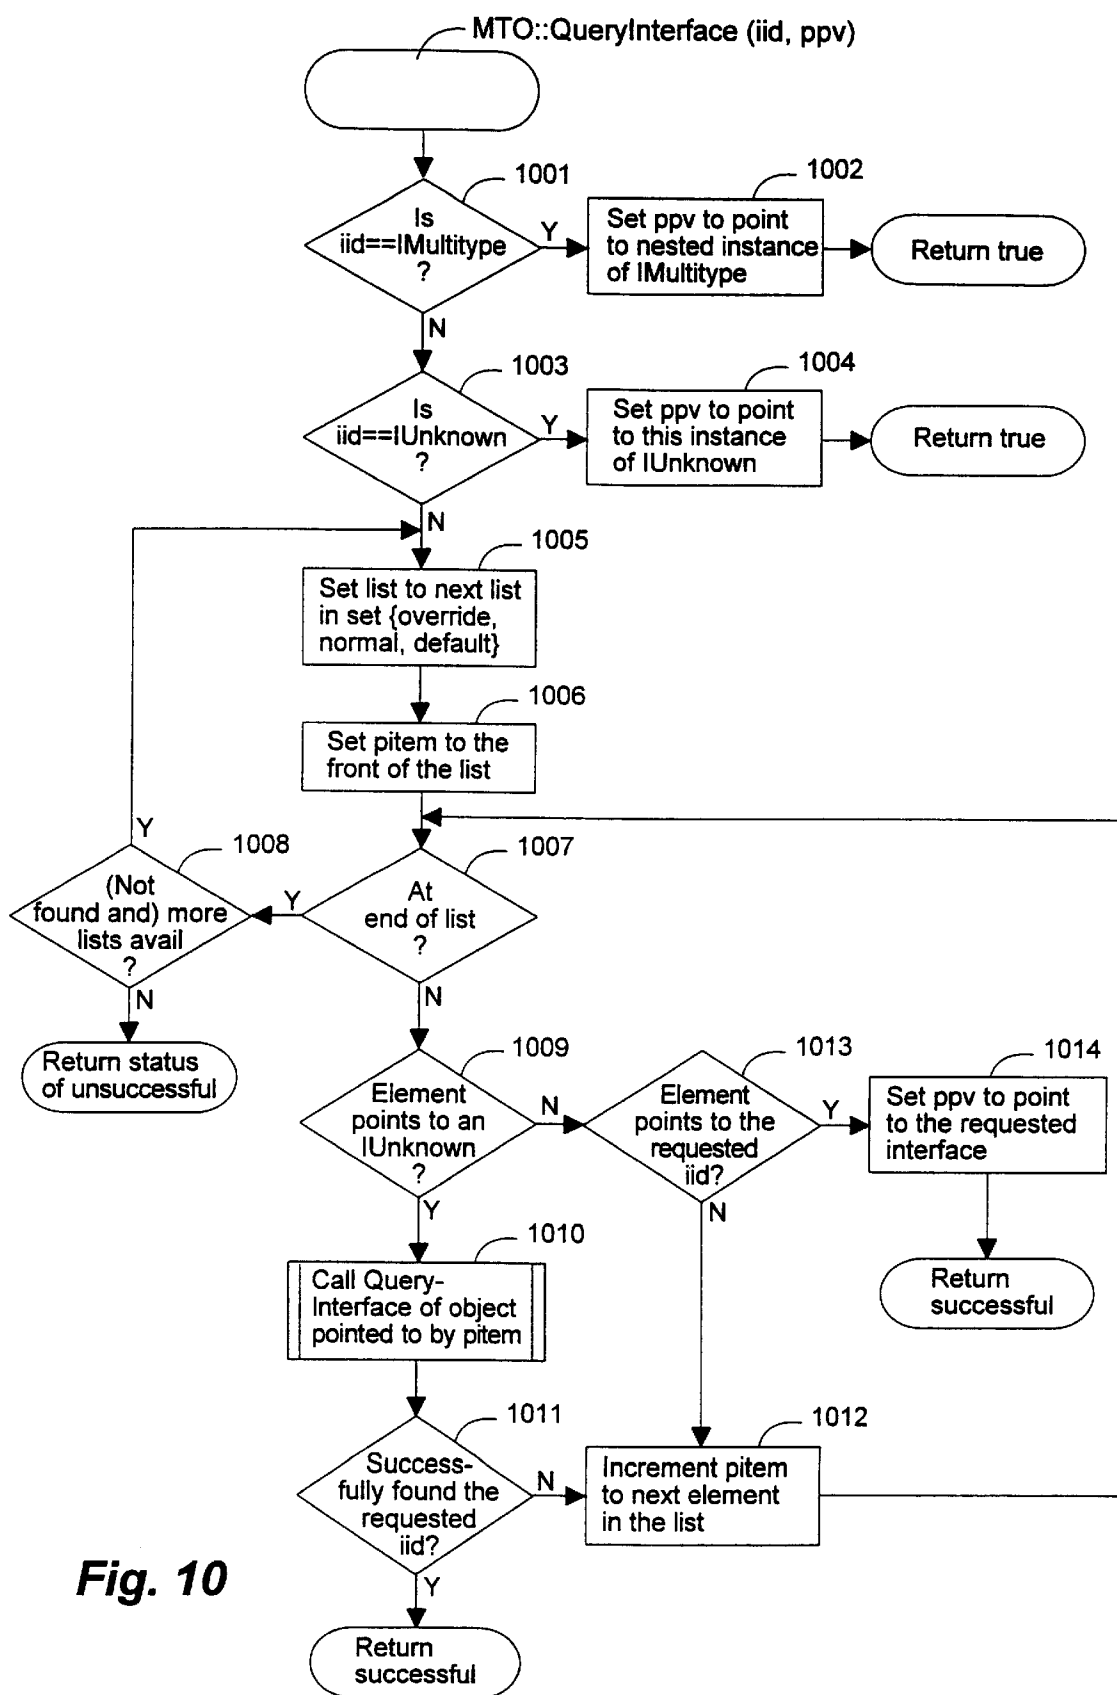 MTO::QueryInterface (iid, ppv)
1001
Is
iid==IMultitype
?
Y
N
1002
Set ppv to point
to nested instance
of IMultitype
Return true
1003
Is
iid==IUnknown
?
Y
N
1004
Set ppv to point
to this instance
of IUnknown
Return true
1005
Set list to next list
in set {override,
normal, default}
1006
Set pitem to the
front of the list
1007
At
end of list
?
Y
N
1008
(Not
found and) more
lists avail
?
Y
N
Return status
of unsuccessful
1009
Element
points to an
IUnknown
?
N
Y
1013
Element
points to the
requested
iid?
Y
N
1014
Set ppv to point
to the requested
interface
Return
successful
1010
Call Query-
Interface of object
pointed to by pitem
1011
Success-
fully found the
requested
iid?
N
Y
1012
Increment pitem
to next element
in the list
Return
successful
Fig. 10